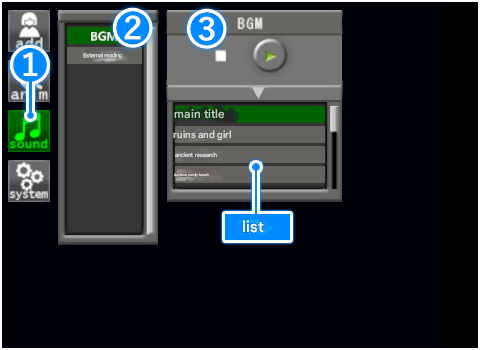 add
1
anim
sound
system
2
BGM
External reading
3
BGM
main title
ruins and girl
ancient research
list